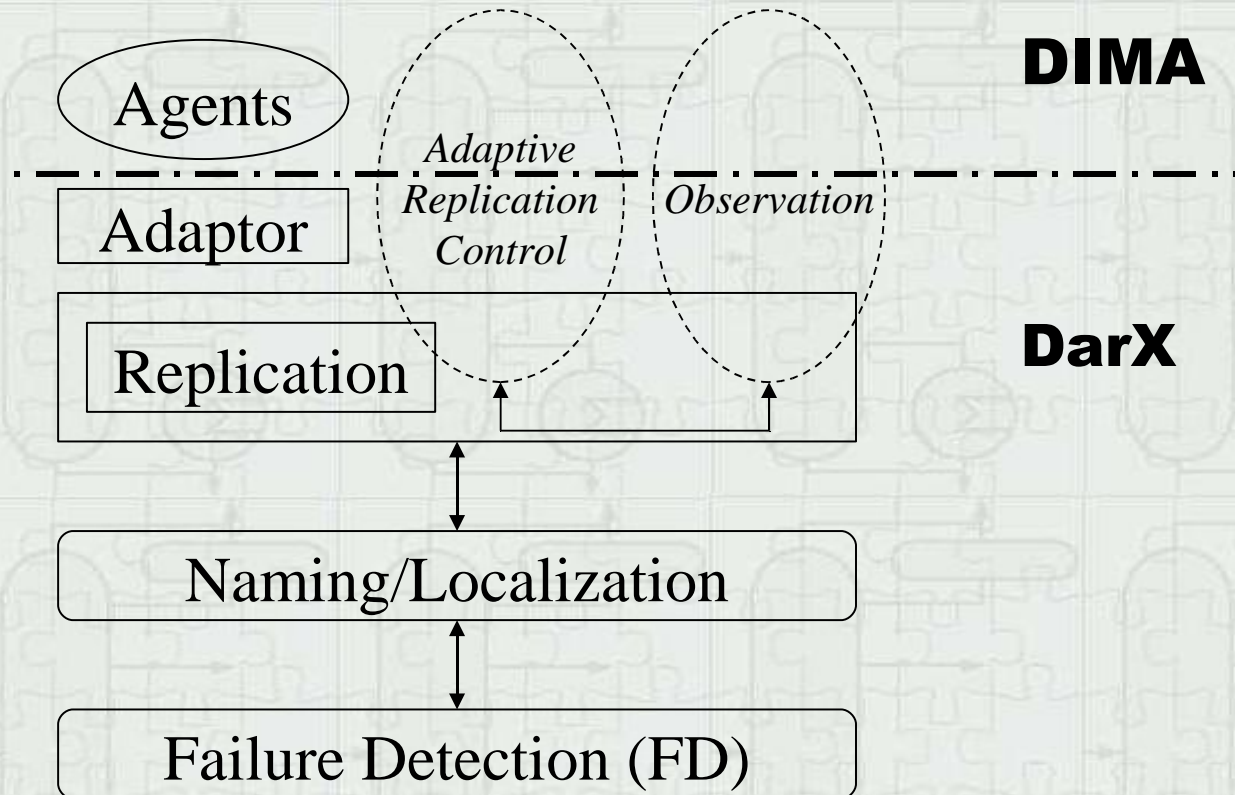 DIMA
Agents
Adaptive
Replication
Control
Observation
Adaptor
DarX
Replication
Naming/Localization
Failure Detection (FD)